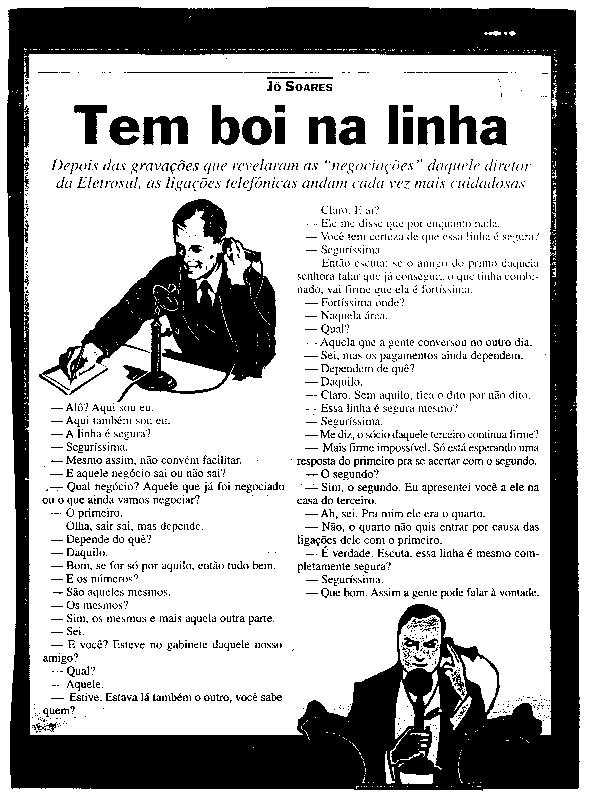 JÔ SOARES
Tem boi na linha
Depois das gravações que revelaram as "negociações" daquele diretor
da Eletrosul, as ligações telefônicas andam cada vez mais cuidadosas
— Alô? Aqui sou eu.
— Aqui também sou eu.
— A linha é segura?
— Seguríssima.
— Mesmo assim, não convém facilitar.
— E aquele negócio sai ou não sai?
— Qual negócio? Aquele que já foi negociado
ou o que ainda vamos negociar?
— O primeiro.
Olha, sair sai, mas depende.
— Depende do quê?
— Daquilo.
— Bom, se for só por aquilo, então tudo bem.
— E os números?
— São aqueles mesmos.
— Os mesmos?
— Sim, os mesmos e mais aquela outra parte.
— Sei.
— E você? Esteve no gabinete daquele nosso
amigo?
— Qual?
— Aquele.
— Estive. Estava lá também o outro, você sabe
quem?
Claro. E aí?
— Ele me disse que por enquanto nada.
— Você tem certeza de que essa linha é segura?
— Seguríssima.
Então escuta: se o amigo do primo daquela
senhora falar que já conseguiu o que tinha combi-
nado, vai firme que ela é fortíssima.
— Fortíssima onde?
— Naquela área.
— Qual?
— Aquela que a gente conversou no outro dia.
— Sei, mas os pagamentos ainda dependem.
— Dependem de quê?
— Daquilo.
— Claro. Sem aquilo, fica o dito por não dito.
— Essa linha é segura mesmo?
— Seguríssima.
— Me diz, o sócio daquele terceiro continua firme?
— Mais firme impossível. Só está esperando uma
resposta do primeiro pra se acertar com o segundo.
— O segundo?
— Sim, o segundo. Eu apresentei você a ele na
casa do terceiro.
— Ah, sei. Pra mim ele era o quarto.
— Não, o quarto não quis entrar por causa das
ligações dele com o primeiro.
— É verdade. Escuta, essa linha é mesmo com-
pletamente segura?
— Seguríssima.
— Que bom. Assim a gente pode falar à vontade.